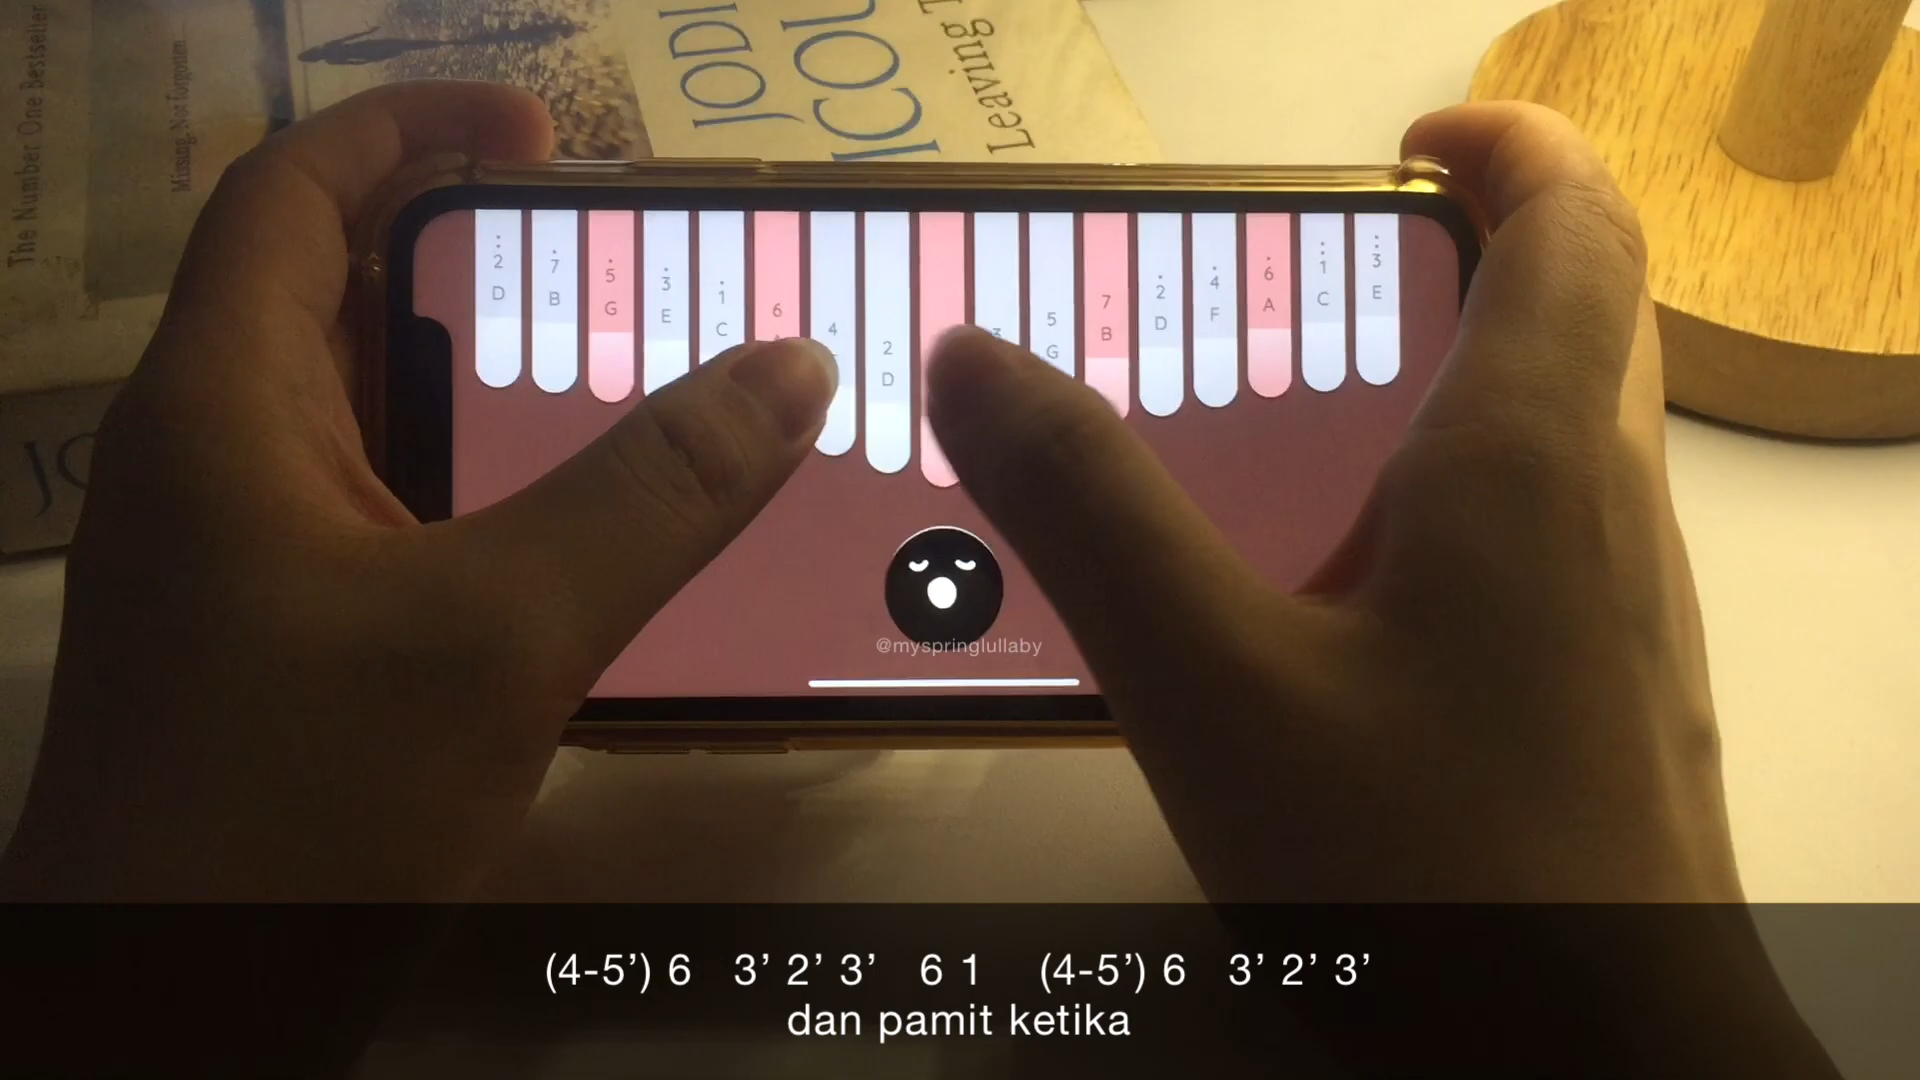 The Number One Bestseller
Missing. Not forgotten
JODI
Leaving
2 7 5 3 1 6 4 2 5 7 2 4 6 1 3
D B G E C D G B D F A C E
@myspringlullaby
(4-5’) 6 3’ 2’ 3’ 6 1 (4-5’) 6 3’ 2’ 3’
dan pamit ketika